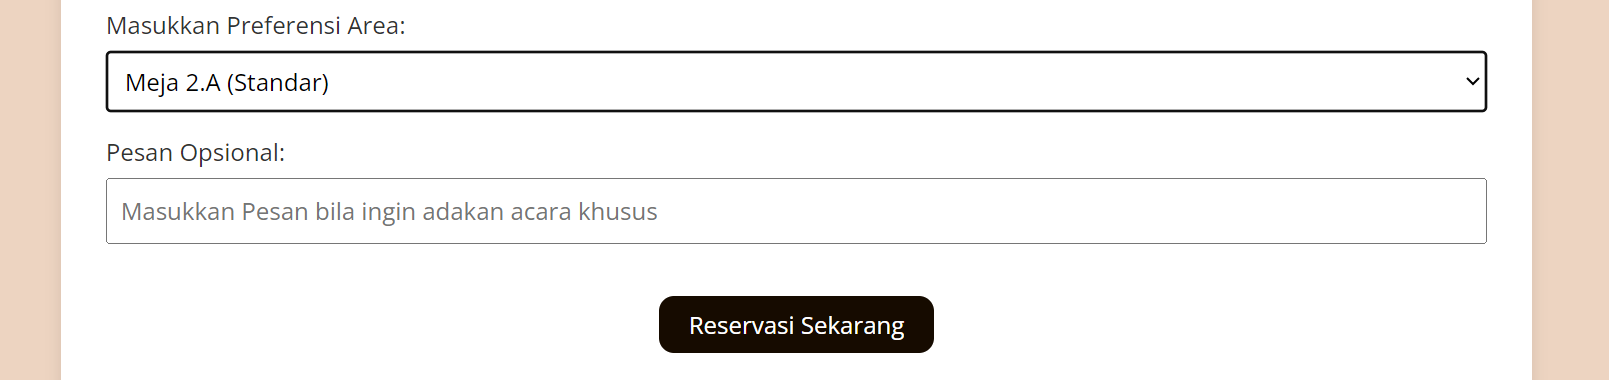 Masukkan Preferensi Area:
Meja 2.A (Standar)
Pesan Opsional:
Masukkan Pesan bila ingin adakan acara khusus
Reservasi Sekarang